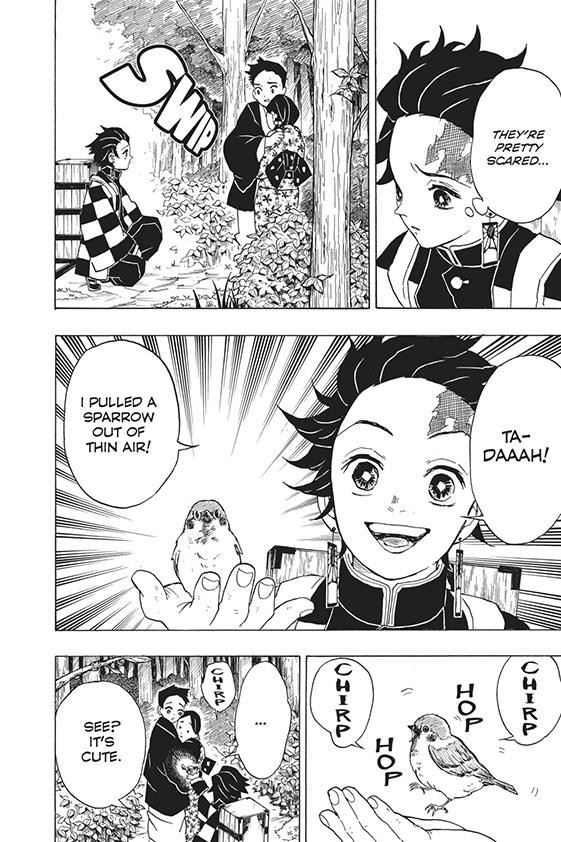 THEY'RE
PRETTY
SCARED...
SWIP
TA-
DAAAH!
I PULLED A
SPARROW
OUT OF
THIN AIR!
CHIRP
HOP
CHIRP
HOP
...
CHIRP
SEE?
IT'S
CUTE.